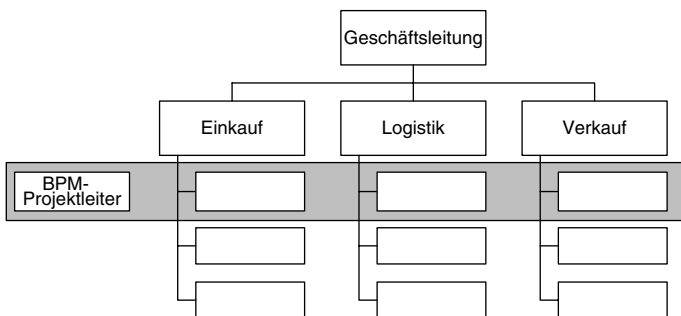 Geschäftsleitung
Einkauf
Logistik
Verkauf
BPM-
Projektleiter